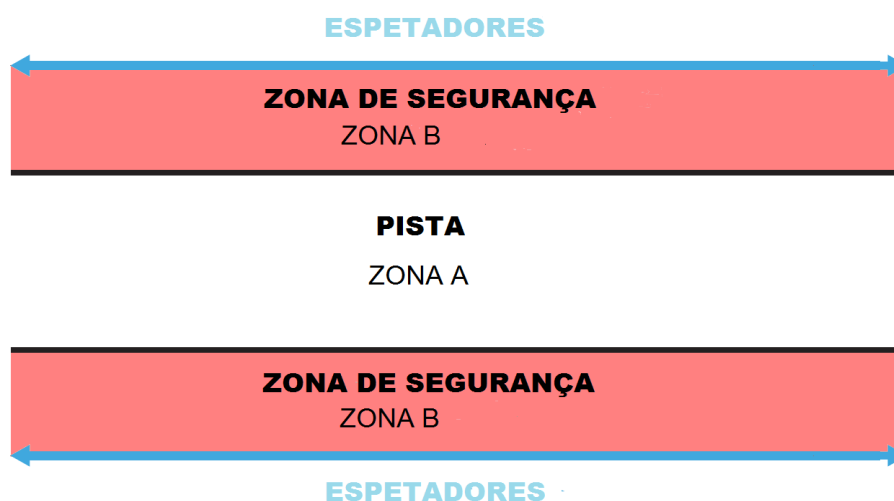 ESPETADORES
ZONA DE SEGURANÇA
ZONA B
PISTA
ZONA A
ZONA DE SEGURANÇA
ZONA B
ESPETADORES